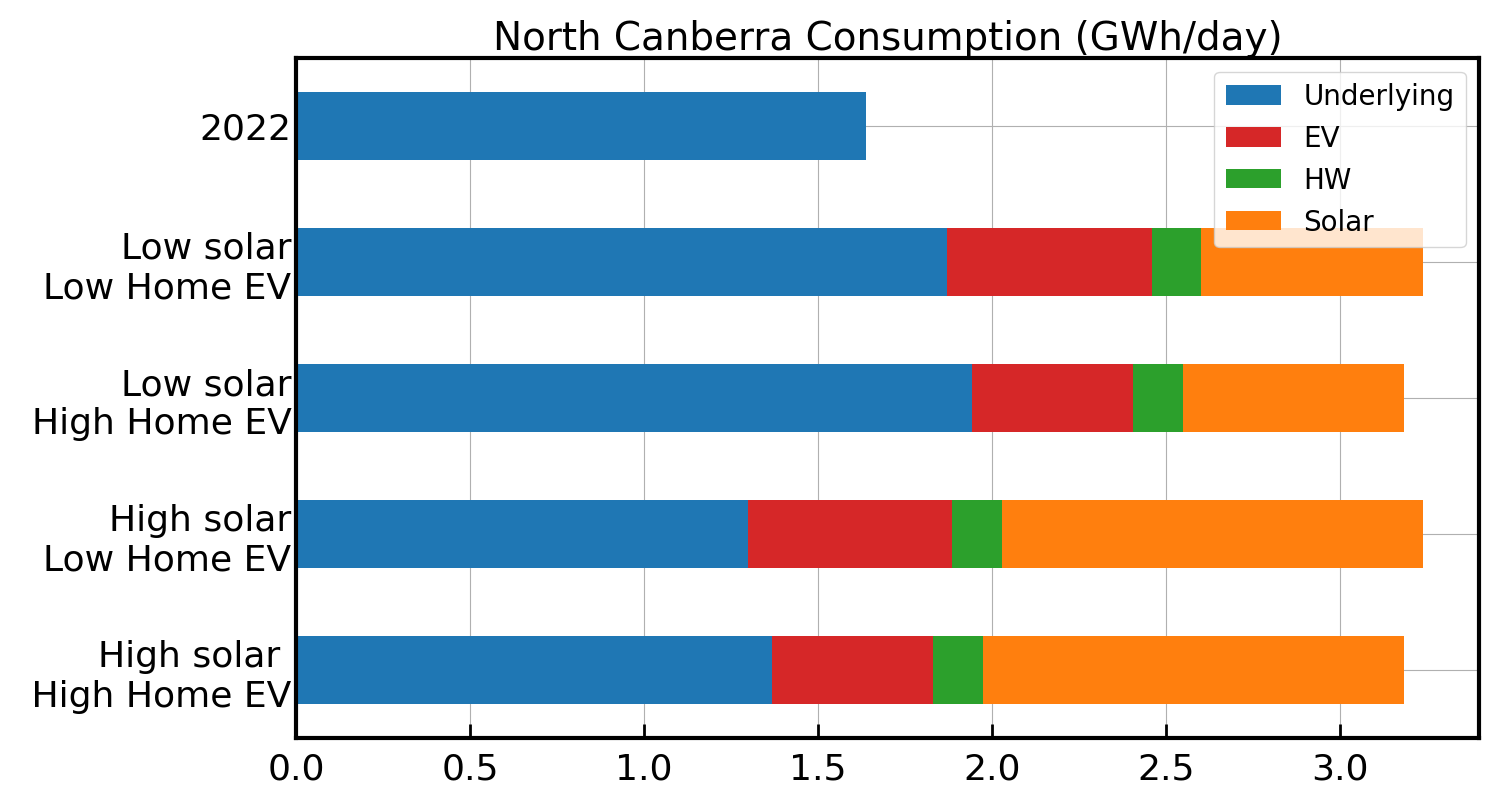 North Canberra Consumption (GWh/day)
Underlying
EV
HW
Solar
2022
Low solar
Low Home EV
Low solar
High Home EV
High solar
Low Home EV
High solar
High Home EV
0.0 0.5 1.0 1.5 2.0 2.5 3.0